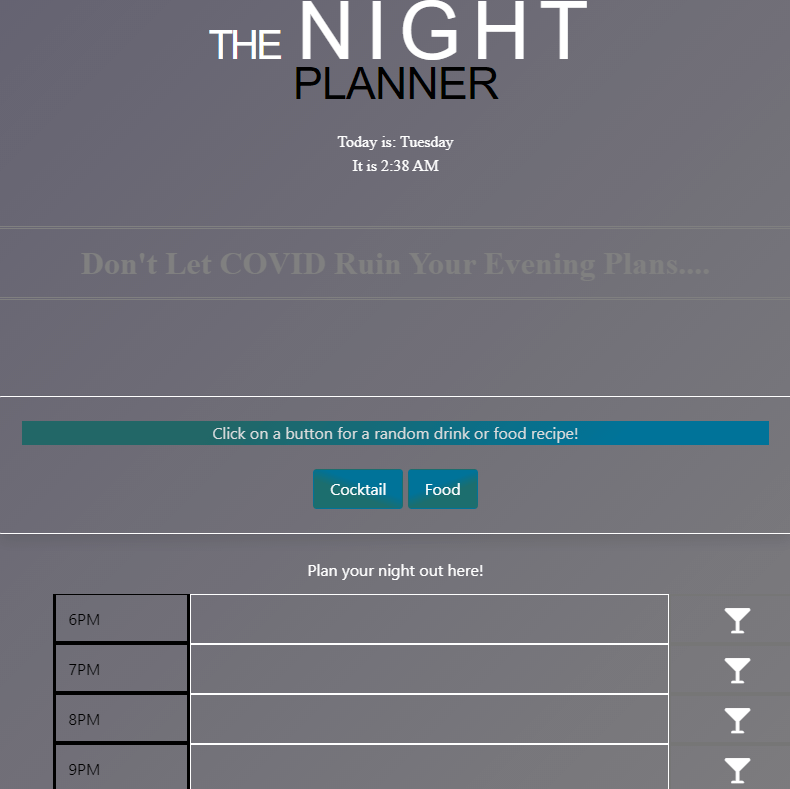 THE NIGHT
PLANNER
Today is: Tuesday
It is 2:38 AM
Don't Let COVID Ruin Your Evening Plans....
Click on a button for a random drink or food recipe!
Cocktail Food
Plan your night out here!
6PM
7PM
8PM
9PM